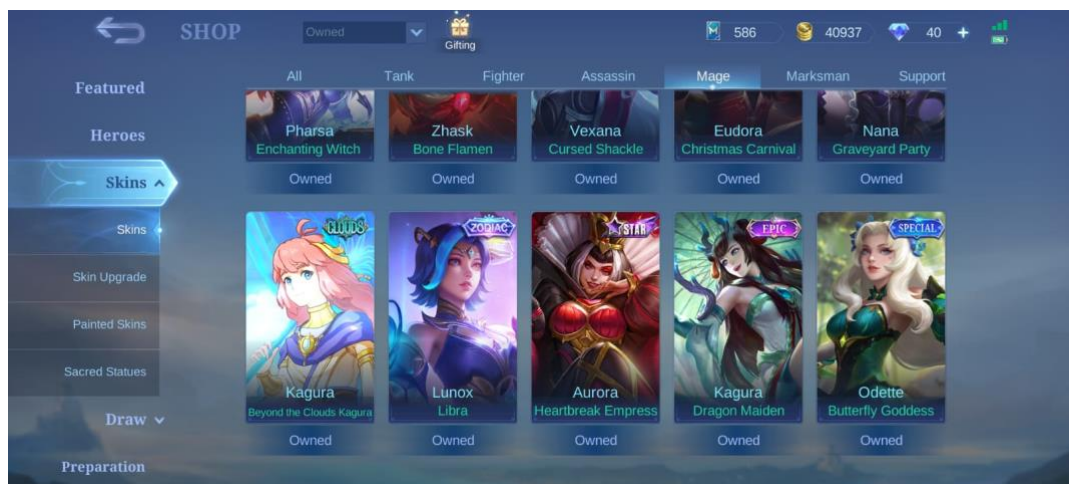 SHOP
Owned
Gifting
586
40937
40
+
Featured
Heroes
Skins
Skins
Skin Upgrade
Painted Skins
Sacred Statues
Draw
Preparation
All Tank Fighter Assassin Mage Marksman Support
Pharsa Zhask Vexana Eudora Nana
Enchanting Witch Bone Flamen Cursed Shackle Christmas Carnival Graveyard Party
Owned Owned Owned Owned Owned
CLOUDS ZODIAC STAR EPIC SPECIAL
Kagura Lunox Aurora Kagura Odette
Beyond the Clouds Kagura Libra Heartbreak Empress Dragon Maiden Butterfly Goddess
Owned Owned Owned Owned Owned